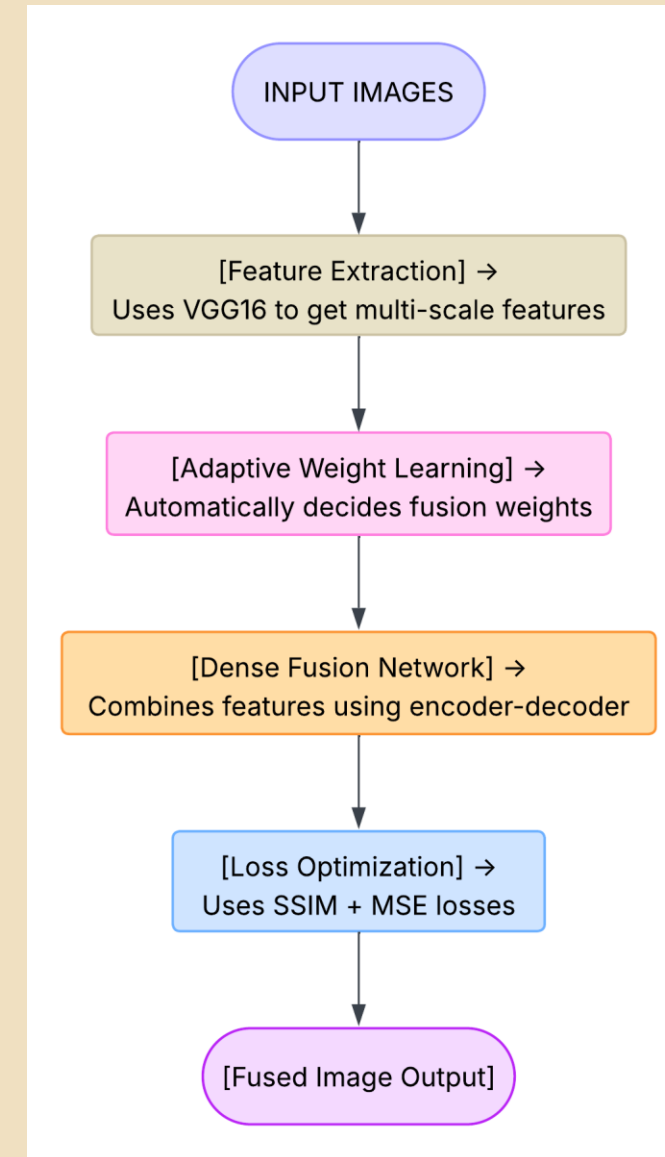 INPUT IMAGES
[Feature Extraction] →
Uses VGG16 to get multi-scale features
[Adaptive Weight Learning] →
Automatically decides fusion weights
[Dense Fusion Network] →
Combines features using encoder-decoder
[Loss Optimization] →
Uses SSIM + MSE losses
[Fused Image Output]